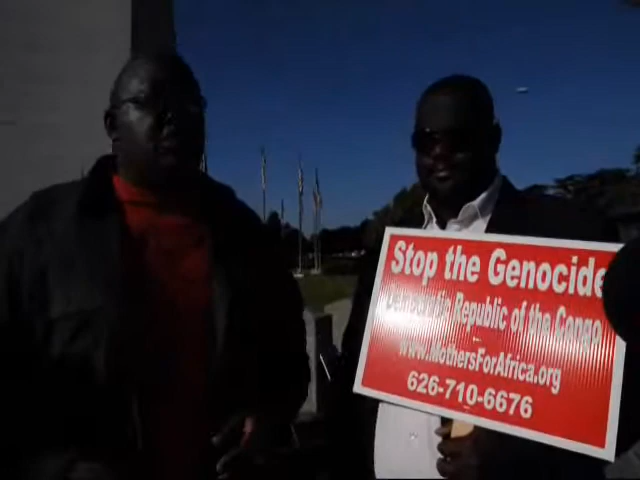 Stop the Genocide
Democratic Republic of the Congo
www.MothersForAfrica.org
626-710-6676